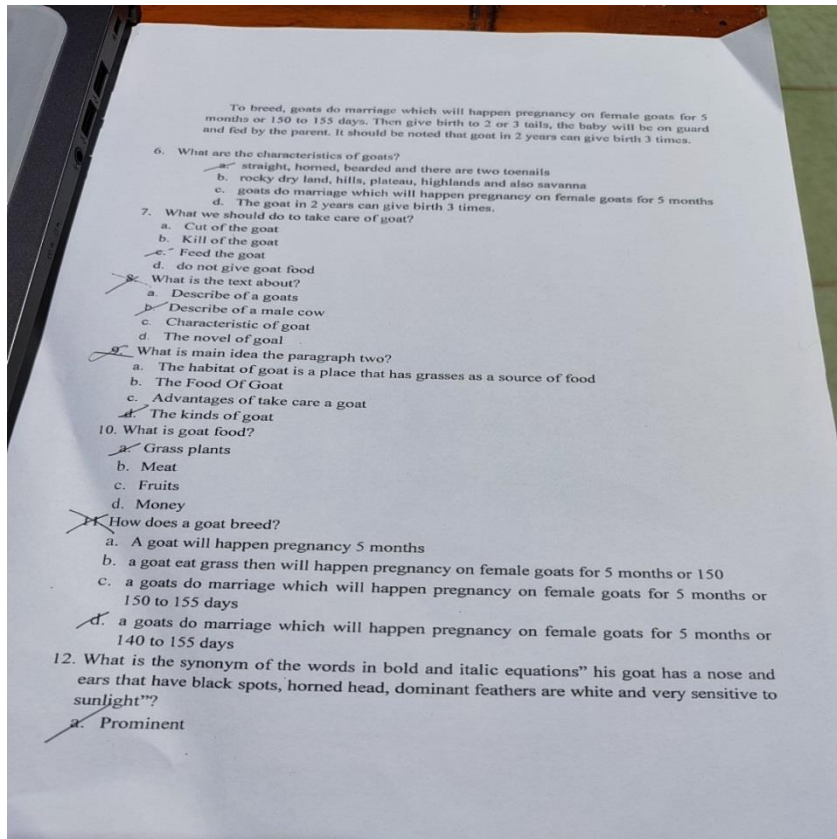 To breed, goats do marriage which will happen pregnancy on female goats for 5
months or 150 to 155 days. Then give birth to 2 or 3 tails, the baby will be on guard
and fed by the parent. It should be noted that goat in 2 years can give birth 3 times.
6. What are the characteristics of goats?
a. straight, horned, bearded and there are two toenails
b. rocky dry land, hills, plateau, highlands and also savanna
c. goats do marriage which will happen pregnancy on female goats for 5 months
d. The goat in 2 years can give birth 3 times.
7. What we should do to take care of goat?
a. Cut of the goat
b. Kill of the goat
c. Feed the goat
d. do not give goat food
8. What is the text about?
a. Describe of a goats
b. Describe of a male cow
c. Characteristic of goat
d. The novel of goal
9. What is main idea the paragraph two?
a. The habitat of goat is a place that has grasses as a source of food
b. The Food Of Goat
c. Advantages of take care a goat
d. The kinds of goat
10. What is goat food?
a. Grass plants
b. Meat
c. Fruits
d. Money
11. How does a goat breed?
a. A goat will happen pregnancy 5 months
b. a goat eat grass then will happen pregnancy on female goats for 5 months or 150
c. a goats do marriage which will happen pregnancy on female goats for 5 months or
150 to 155 days
d. a goats do marriage which will happen pregnancy on female goats for 5 months or
140 to 155 days
12. What is the synonym of the words in bold and italic equations” his goat has a nose and
ears that have black spots, horned head, dominant feathers are white and very sensitive to
sunlight”?
a. Prominent